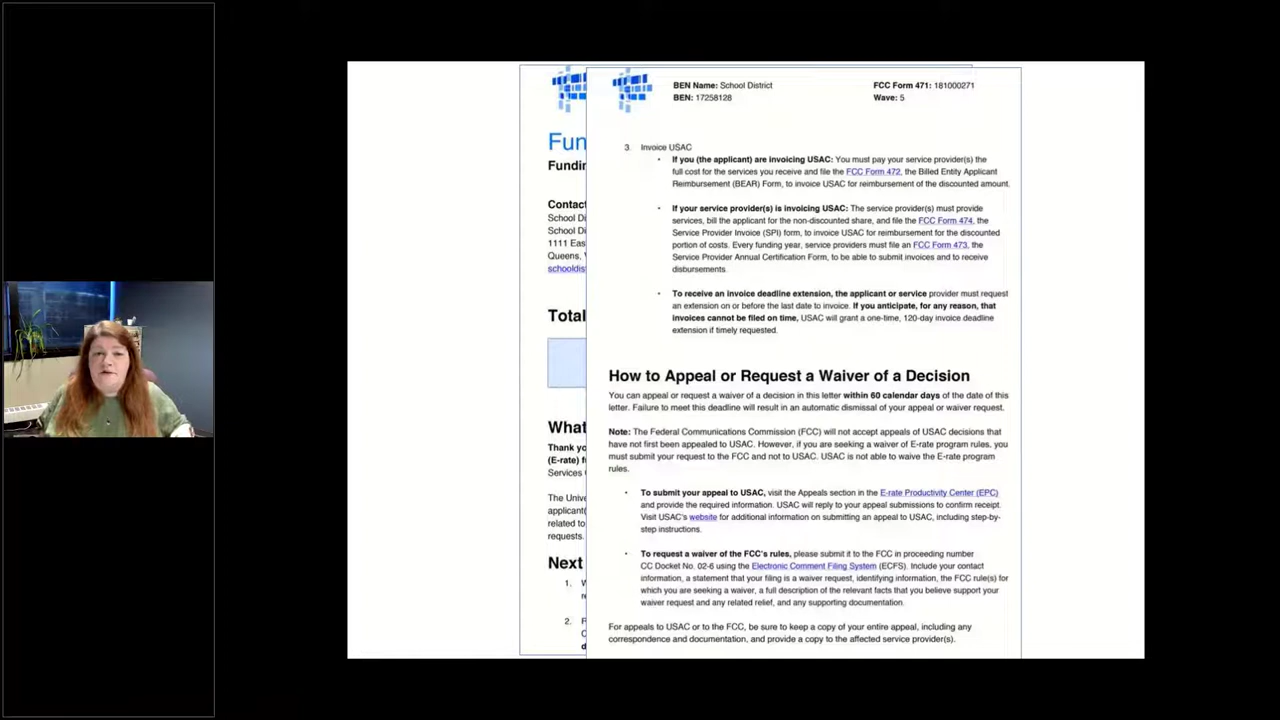 Fun
Fundin
Contac
School Di
School Di
1111 East
Queens, V
schooldist
Total
What
Thank yo
(E-rate) f
Services
The Unive
applicant(
related to
requests.
Next
1.
2.
BEN Name: School District
BEN: 17258128
FCC Form 471: 181000271
Wave: 5
3. Invoice USAC
• If you (the applicant) are invoicing USAC: You must pay your service provider(s) the
full cost for the services you receive and file the FCC Form 472, the Billed Entity Applicant
Reimbursement (BEAR) Form, to invoice USAC for reimbursement of the discounted amount.
• If your service provider(s) is invoicing USAC: The service provider(s) must provide
services, bill the applicant for the non-discounted share, and file the FCC Form 474, the
Service Provider Invoice (SPI) form, to invoice USAC for reimbursement for the discounted
portion of costs. Every funding year, service providers must file an FCC Form 473, the
Service Provider Annual Certification Form, to be able to submit invoices and to receive
disbursements.
• To receive an invoice deadline extension, the applicant or service provider must request
an extension on or before the last date to invoice. If you anticipate, for any reason, that
invoices cannot be filed on time, USAC will grant a one-time, 120-day invoice deadline
extension if timely requested.
How to Appeal or Request a Waiver of a Decision
You can appeal or request a waiver of a decision in this letter within 60 calendar days of the date of this
letter. Failure to meet this deadline will result in an automatic dismissal of your appeal or waiver request.
Note: The Federal Communications Commission (FCC) will not accept appeals of USAC decisions that
have not first been appealed to USAC. However, if you are seeking a waiver of E-rate program rules, you
must submit your request to the FCC and not to USAC. USAC is not able to waive the E-rate program
rules.
• To submit your appeal to USAC, visit the Appeals section in the E-rate Productivity Center (EPC)
and provide the required information. USAC will reply to your appeal submissions to confirm receipt.
Visit USAC's website for additional information on submitting an appeal to USAC, including step-by-
step instructions.
• To request a waiver of the FCC's rules, please submit it to the FCC in proceeding number
CC Docket No. 02-6 using the Electronic Comment Filing System (ECFS). Include your contact
information, a statement that your filing is a waiver request, identifying information, the FCC rule(s) for
which you are seeking a waiver, a full description of the relevant facts that you believe support your
waiver request and any related relief, and any supporting documentation.
For appeals to USAC or to the FCC, be sure to keep a copy of your entire appeal, including any
correspondence and documentation, and provide a copy to the affected service provider(s).